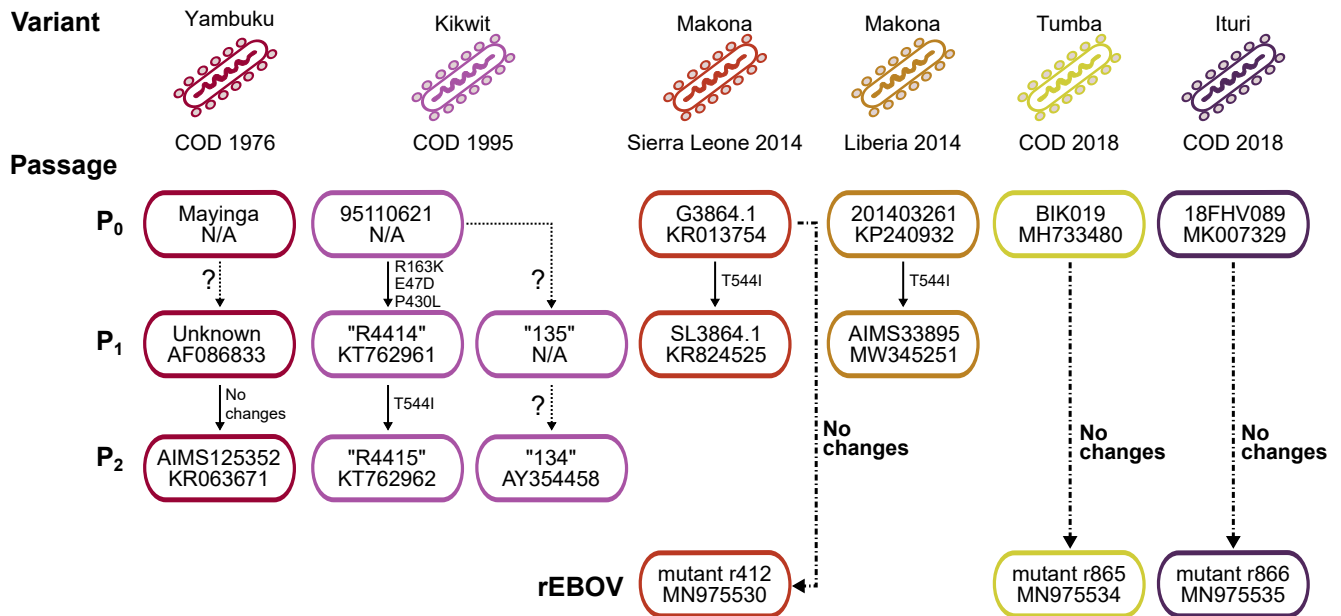 Variant
Yambuku
Kikwit
Makona
Makona
Tumba
Ituri
COD 1976
COD 1995
Sierra Leone 2014
Liberia 2014
COD 2018
COD 2018
Passage
P0
Mayinga
N/A
95110621
N/A
G3864.1
KR013754
201403261
KP240932
BIK019
MH733480
18FHV089
MK007329
?
R163K
E47D
P430L
?
T544I
T544I
P1
Unknown
AF086833
"R4414"
KT762961
"135"
N/A
SL3864.1
KR824525
AIMS33895
MW345251
No
changes
T544I
?
No
changes
No
changes
No
changes
P2
AIMS125352
KR063671
"R4415"
KT762962
"134"
AY354458
rEBOV
mutant r412
MN975530
mutant r865
MN975534
mutant r866
MN975535